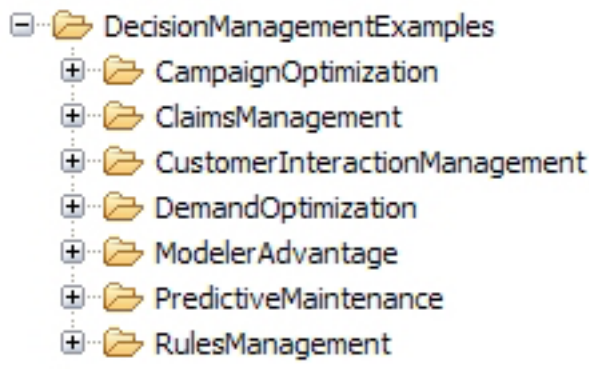 DecisionManagementExamples
CampaignOptimization
ClaimsManagement
CustomerInteractionManagement
DemandOptimization
ModelerAdvantage
PredictiveMaintenance
RulesManagement